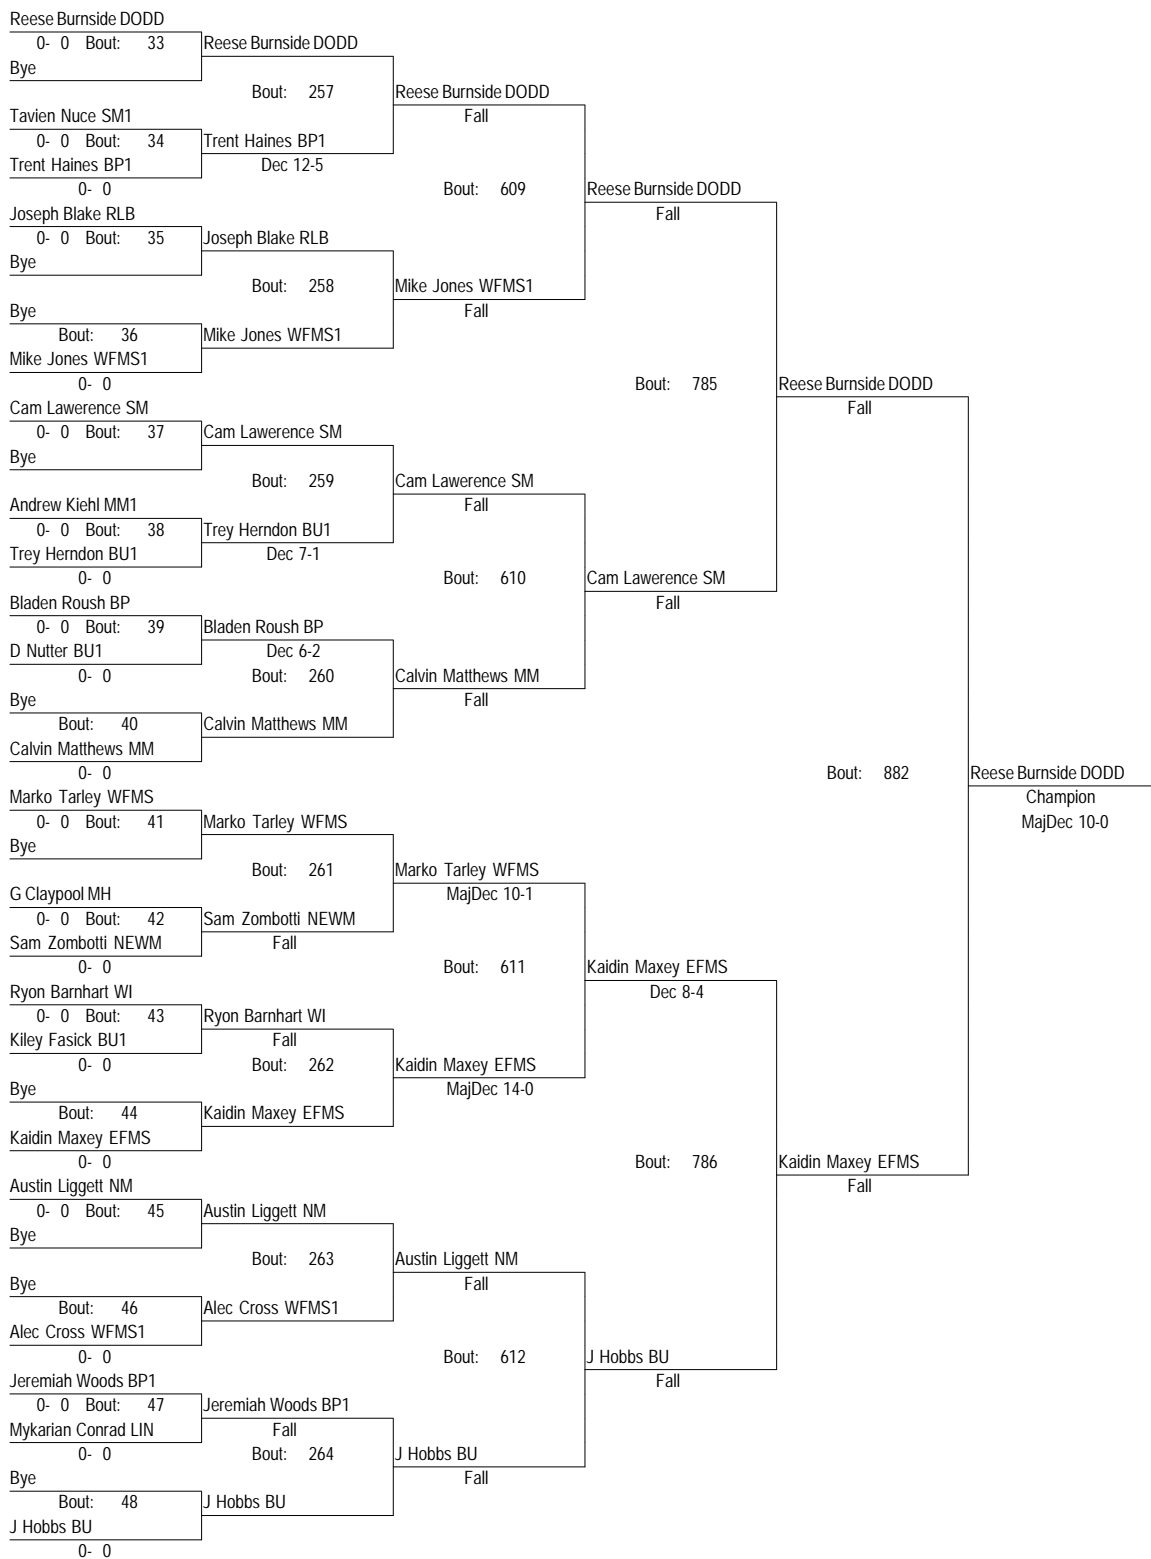 Reese Burnside DODD
0- 0 Bout: 33 Reese Burnside DODD
Bye
Bout: 257 Reese Burnside DODD
Tavien Nuce SM1 Fall
0- 0 Bout: 34 Trent Haines BP1
Trent Haines BP1 Dec 12-5
0- 0 Bout: 609 Reese Burnside DODD
Joseph Blake RLB Fall
0- 0 Bout: 35 Joseph Blake RLB
Bye
Bout: 258 Mike Jones WFMS1
Bye Fall
Bout: 36 Mike Jones WFMS1
Mike Jones WFMS1
0- 0 Bout: 785 Reese Burnside DODD
Cam Lawerence SM Fall
0- 0 Bout: 37 Cam Lawerence SM
Bye
Bout: 259 Cam Lawerence SM
Andrew Kiehl MM1 Fall
0- 0 Bout: 38 Trey Herndon BU1
Trey Herndon BU1 Dec 7-1
0- 0 Bout: 610 Cam Lawerence SM
Bladen Roush BP Fall
0- 0 Bout: 39 Bladen Roush BP
D Nutter BU1 Dec 6-2
0- 0 Bout: 260 Calvin Matthews MM
Bye Fall
Bout: 40 Calvin Matthews MM
Calvin Matthews MM
0- 0 Bout: 882 Reese Burnside DODD
Marko Tarley WFMS Champion
0- 0 Bout: 41 Marko Tarley WFMS MajDec 10-0
Bye
Bout: 261 Marko Tarley WFMS
G Claypool MH MajDec 10-1
0- 0 Bout: 42 Sam Zombotti NEWM
Sam Zombotti NEWM Fall
0- 0 Bout: 611 Kaidin Maxey EFMS
Ryon Barnhart WI Dec 8-4
0- 0 Bout: 43 Ryon Barnhart WI
Kiley Fasick BU1 Fall
0- 0 Bout: 262 Kaidin Maxey EFMS
Bye MajDec 14-0
Bout: 44 Kaidin Maxey EFMS
Kaidin Maxey EFMS
0- 0 Bout: 786 Kaidin Maxey EFMS
Austin Liggett NM Fall
0- 0 Bout: 45 Austin Liggett NM
Bye
Bout: 263 Austin Liggett NM
Bye Fall
Bout: 46 Alec Cross WFMS1
Alec Cross WFMS1
0- 0 Bout: 612 J Hobbs BU
Jeremiah Woods BP1 Fall
0- 0 Bout: 47 Jeremiah Woods BP1
Mykarian Conrad LIN Fall
0- 0 Bout: 264 J Hobbs BU
Bye Fall
Bout: 48 J Hobbs BU
J Hobbs BU
0- 0